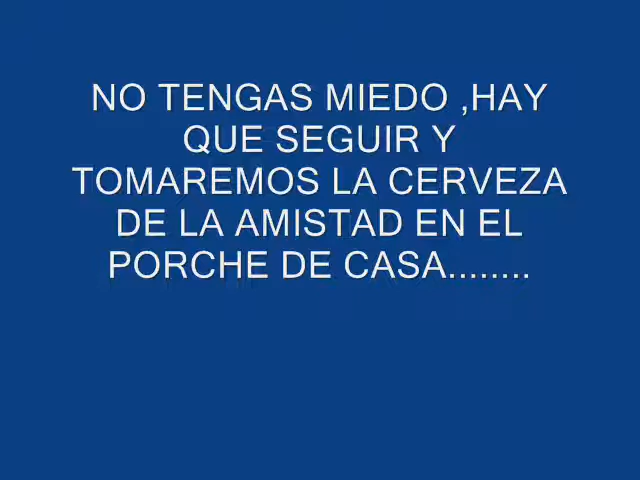 NO TENGAS MIEDO ,HAY
QUE SEGUIR Y
TOMAREMOS LA CERVEZA
DE LA AMISTAD EN EL
PORCHE DE CASA........